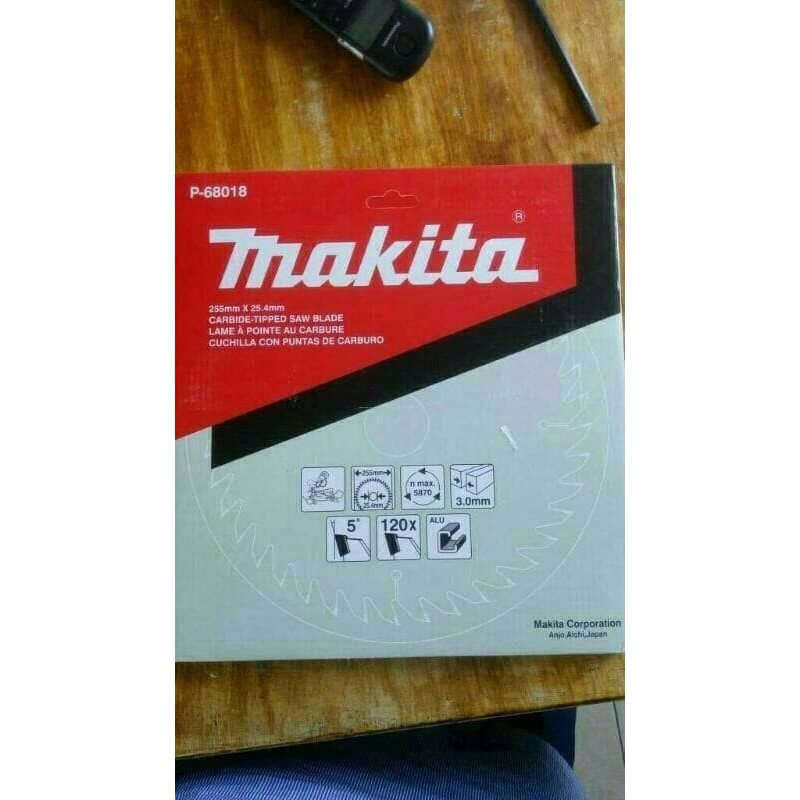 Panasonic
P-68018
makita®
255mm X 25.4mm
CARBIDE-TIPPED SAW BLADE
LAME À POINTE AU CARBURE
CUCHILLA CON PUNTAS DE CARBURO
255mm
25.4mm
n max.
5870
3.0mm
5°
120x
ALU
Makita Corporation
Anjo,Aichi,Japan